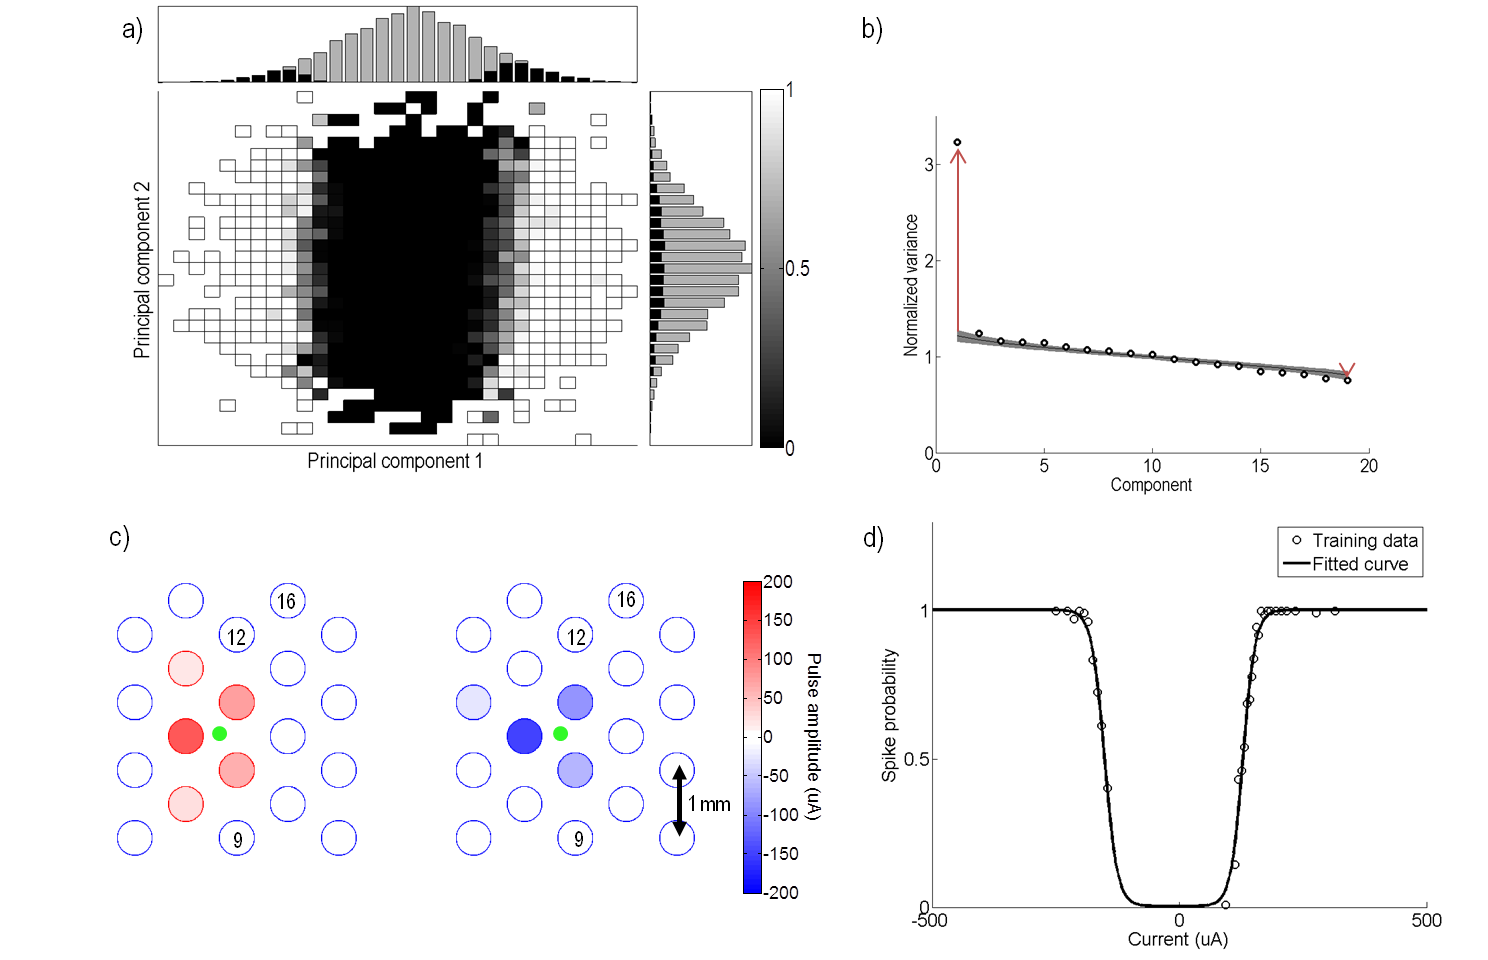 a)
Principal component 2
Principal component 1
1
0.5
0
b)
Normalized variance
3
2
1
0
0
5
10
15
20
Component
c)
16
12
9
16
12
9
1 mm
200
150
100
50
0
-50
-100
-150
-200
Pulse amplitude (uA)
d)
Training data
Fitted curve
Spike probability
1
0.5
0
-500
0
500
Current (uA)